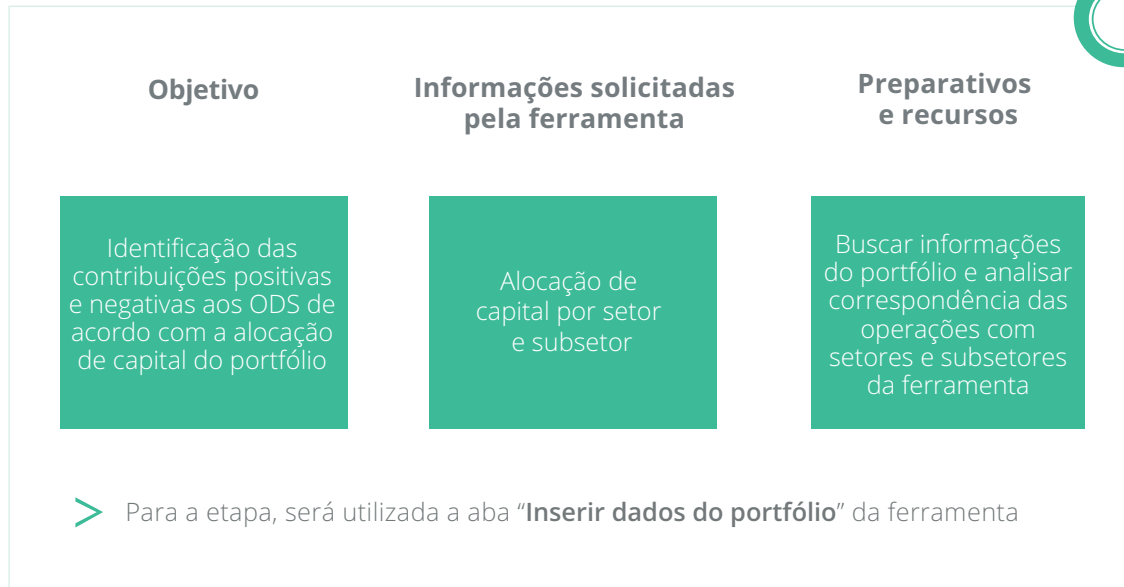 Objetivo
Informações solicitadas
pela ferramenta
Preparativos
e recursos
Identificação das
contribuições positivas
e negativas aos ODS de
acordo com a alocação
de capital do portfólio
Alocação de
capital por setor
e subsetor
Buscar informações
do portfólio e analisar
correspondência das
operações com
setores e subsetores
da ferramenta
> Para a etapa, será utilizada a aba “Inserir dados do portfólio” da ferramenta